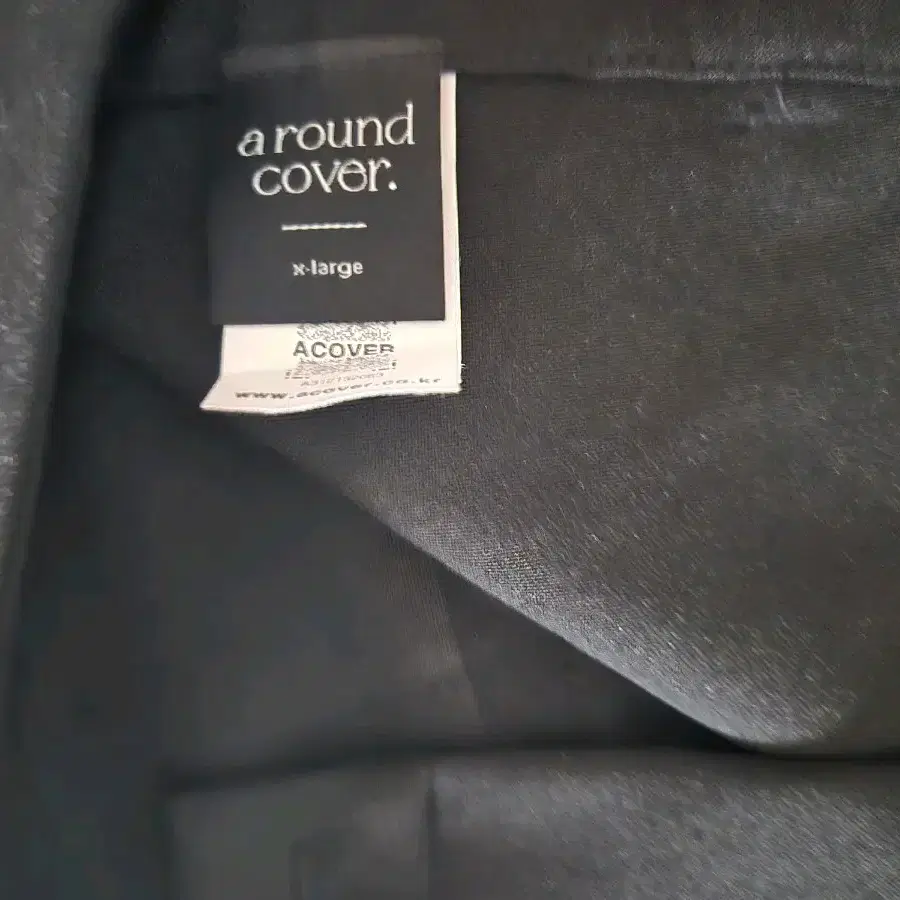 a round
cover.
x-large
ACOVER
www.acover.co.kr